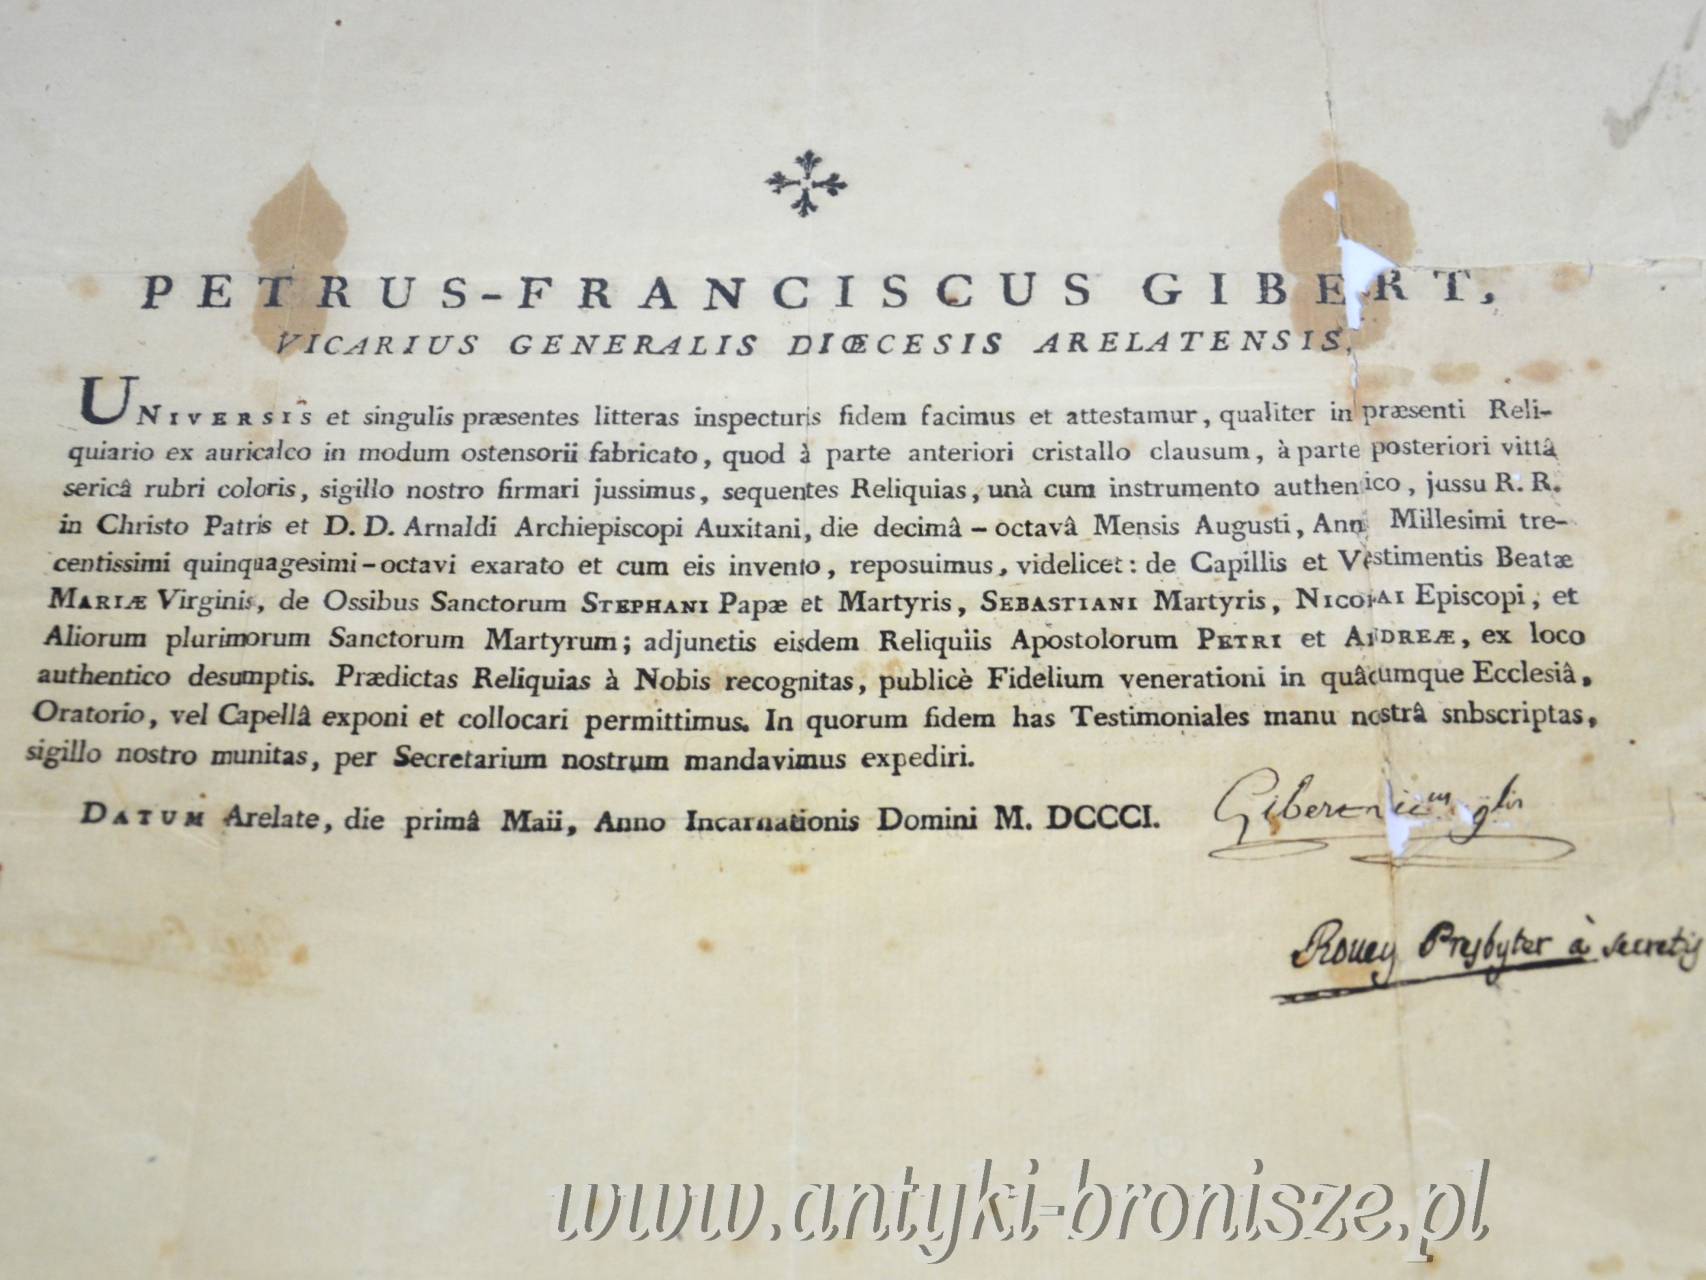 PETRUS-FRANCISCUS GIBERT,
VICARIUS GENERALIS DIŒCESIS ARELATENSIS,
UNIVERSIS et singulis præsentes litteras inspecturis fidem facimus et attestamur, qualiter in præsenti Reli-
quiario ex auricalco in modum ostensorii fabricato, quod à parte anteriori cristallo clausum, à parte posteriori vittâ
sericâ rubri coloris, sigillo nostro firmari jussimus, sequentes Reliquias, unà cum instrumento authentico, jussu R. R.
in Christo Patris et D. D. Arnaldi Archiepiscopi Auxitani, die decimâ-octavâ Mensis Augusti, Ann Millesimi tre-
centissimi quinquagesimi-octavi exarato et cum eis invento, reposuimus, videlicet: de Capillis et Vestimentis Beatæ
MARIÆ Virginis, de Ossibus Sanctorum STEPHANI Papæ et Martyris, SEBASTIANI Martyris, NICOLAI Episcopi, et
Aliorum plurimorum Sanctorum Martyrum; adjunctis eisdem Reliquiis Apostolorum PETRI et ANDREÆ, ex loco
authentico desumptis. Prædictas Reliquias à Nobis recognitas, publicè Fidelium venerationi in quâcumque Ecclesiâ,
Oratorio, vel Capellâ exponi et collocari permittimus. In quorum fidem has Testimoniales manu nostrâ snbscriptas,
sigillo nostro munitas, per Secretarium nostrum mandavimus expediri.
DATUM Arelate, die primâ Maii, Anno Incarnationis Domini M. DCCCI.
Rouey Presbyter à secretis
www.antyki-bronisze.pl